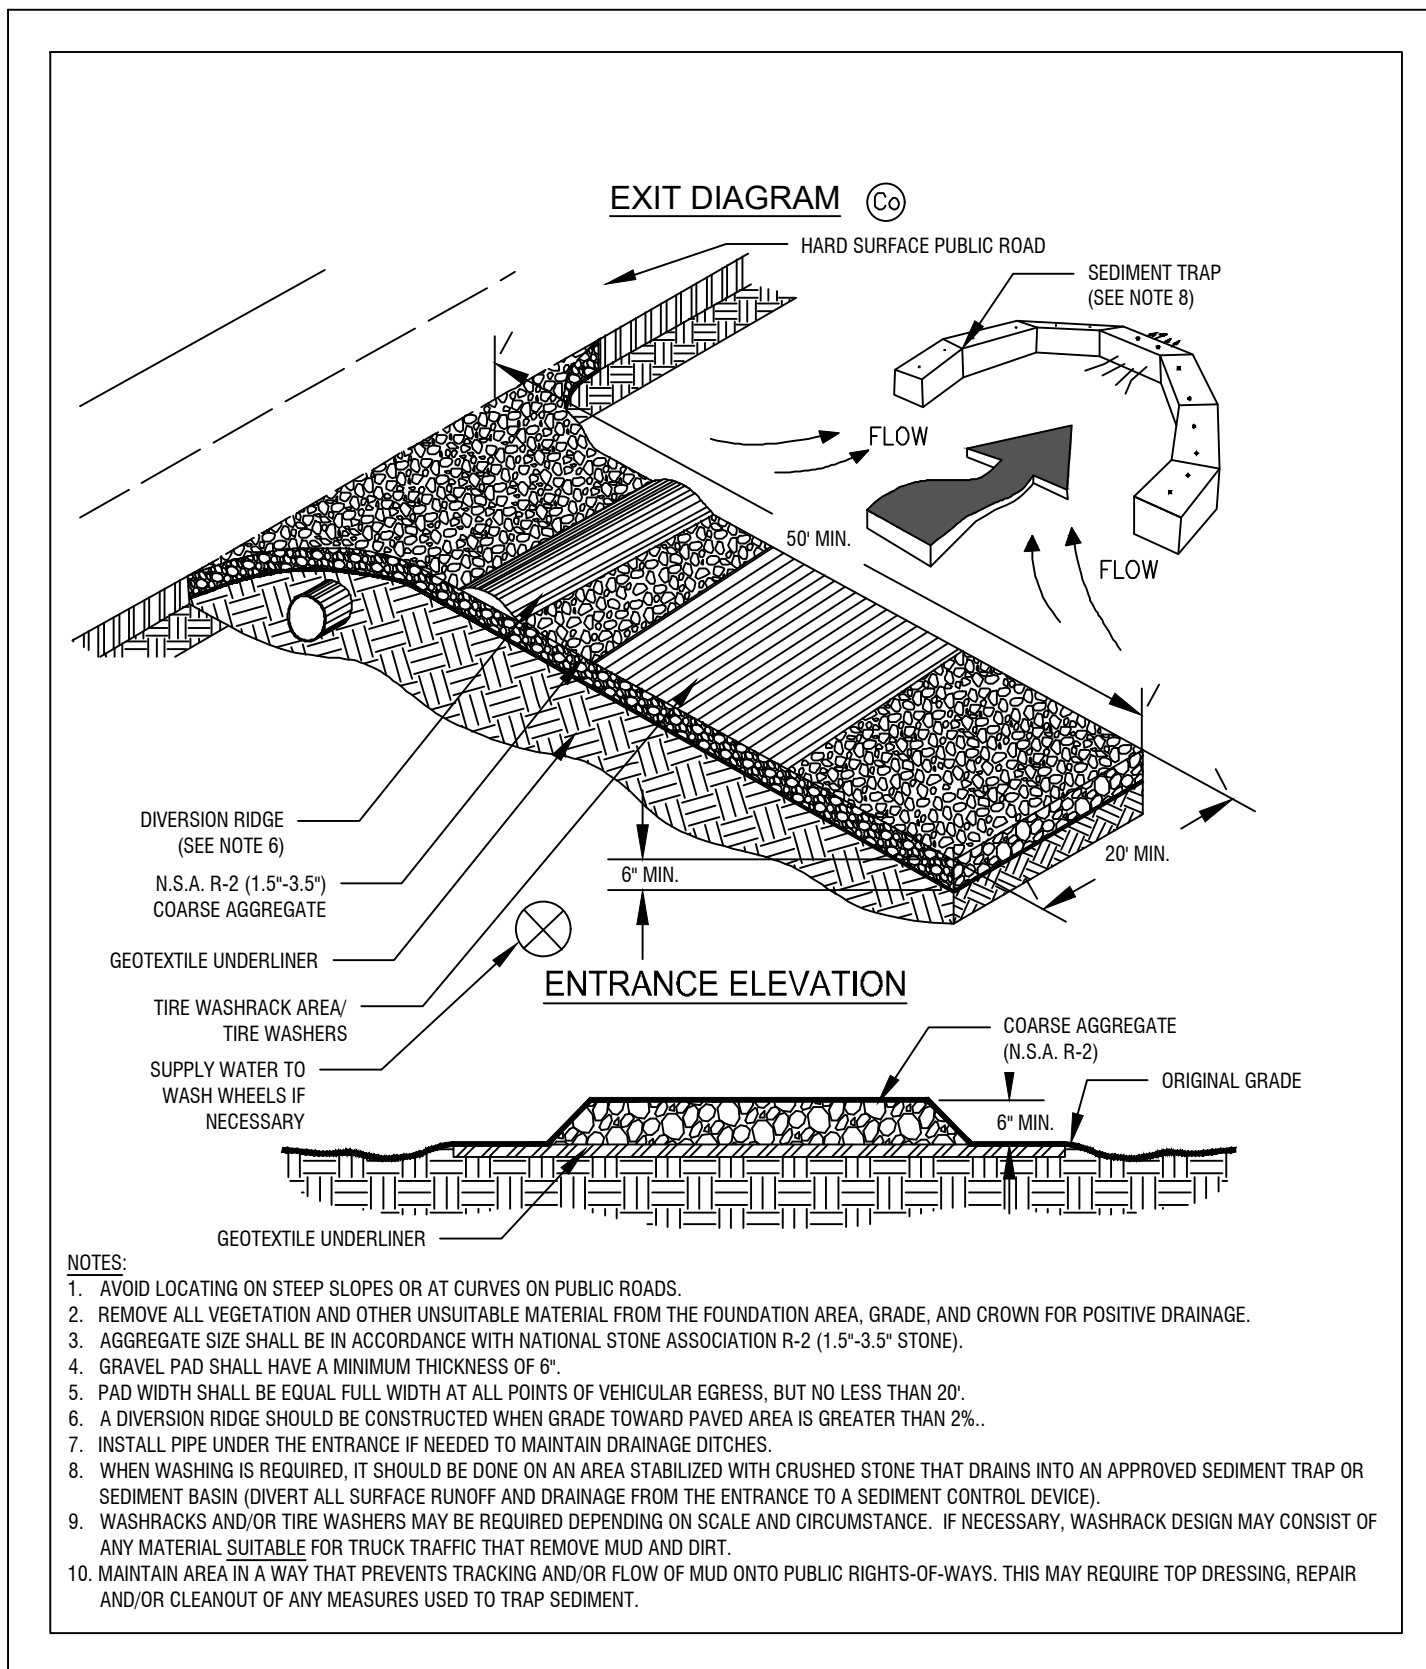 EXIT DIAGRAM Co
HARD SURFACE PUBLIC ROAD
SEDIMENT TRAP
(SEE NOTE 8)
FLOW
50' MIN.
FLOW
DIVERSION RIDGE
(SEE NOTE 6)
20' MIN.
6" MIN.
N.S.A. R-2 (1.5"-3.5")
COARSE AGGREGATE
GEOTEXTILE UNDERLINER
ENTRANCE ELEVATION
TIRE WASHRACK AREA/
TIRE WASHERS
COARSE AGGREGATE
(N.S.A. R-2)
SUPPLY WATER TO
WASH WHEELS IF
NECESSARY
ORIGINAL GRADE
6" MIN.
GEOTEXTILE UNDERLINER
NOTES:
1. AVOID LOCATING ON STEEP SLOPES OR AT CURVES ON PUBLIC ROADS.
2. REMOVE ALL VEGETATION AND OTHER UNSUITABLE MATERIAL FROM THE FOUNDATION AREA, GRADE, AND CROWN FOR POSITIVE DRAINAGE.
3. AGGREGATE SIZE SHALL BE IN ACCORDANCE WITH NATIONAL STONE ASSOCIATION R-2 (1.5"-3.5" STONE).
4. GRAVEL PAD SHALL HAVE A MINIMUM THICKNESS OF 6".
5. PAD WIDTH SHALL BE EQUAL FULL WIDTH AT ALL POINTS OF VEHICULAR EGRESS, BUT NO LESS THAN 20'.
6. A DIVERSION RIDGE SHOULD BE CONSTRUCTED WHEN GRADE TOWARD PAVED AREA IS GREATER THAN 2%..
7. INSTALL PIPE UNDER THE ENTRANCE IF NEEDED TO MAINTAIN DRAINAGE DITCHES.
8. WHEN WASHING IS REQUIRED, IT SHOULD BE DONE ON AN AREA STABILIZED WITH CRUSHED STONE THAT DRAINS INTO AN APPROVED SEDIMENT TRAP OR
SEDIMENT BASIN (DIVERT ALL SURFACE RUNOFF AND DRAINAGE FROM THE ENTRANCE TO A SEDIMENT CONTROL DEVICE).
9. WASHRACKS AND/OR TIRE WASHERS MAY BE REQUIRED DEPENDING ON SCALE AND CIRCUMSTANCE. IF NECESSARY, WASHRACK DESIGN MAY CONSIST OF
ANY MATERIAL SUITABLE FOR TRUCK TRAFFIC THAT REMOVE MUD AND DIRT.
10. MAINTAIN AREA IN A WAY THAT PREVENTS TRACKING AND/OR FLOW OF MUD ONTO PUBLIC RIGHTS-OF-WAYS. THIS MAY REQUIRE TOP DRESSING, REPAIR
AND/OR CLEANOUT OF ANY MEASURES USED TO TRAP SEDIMENT.